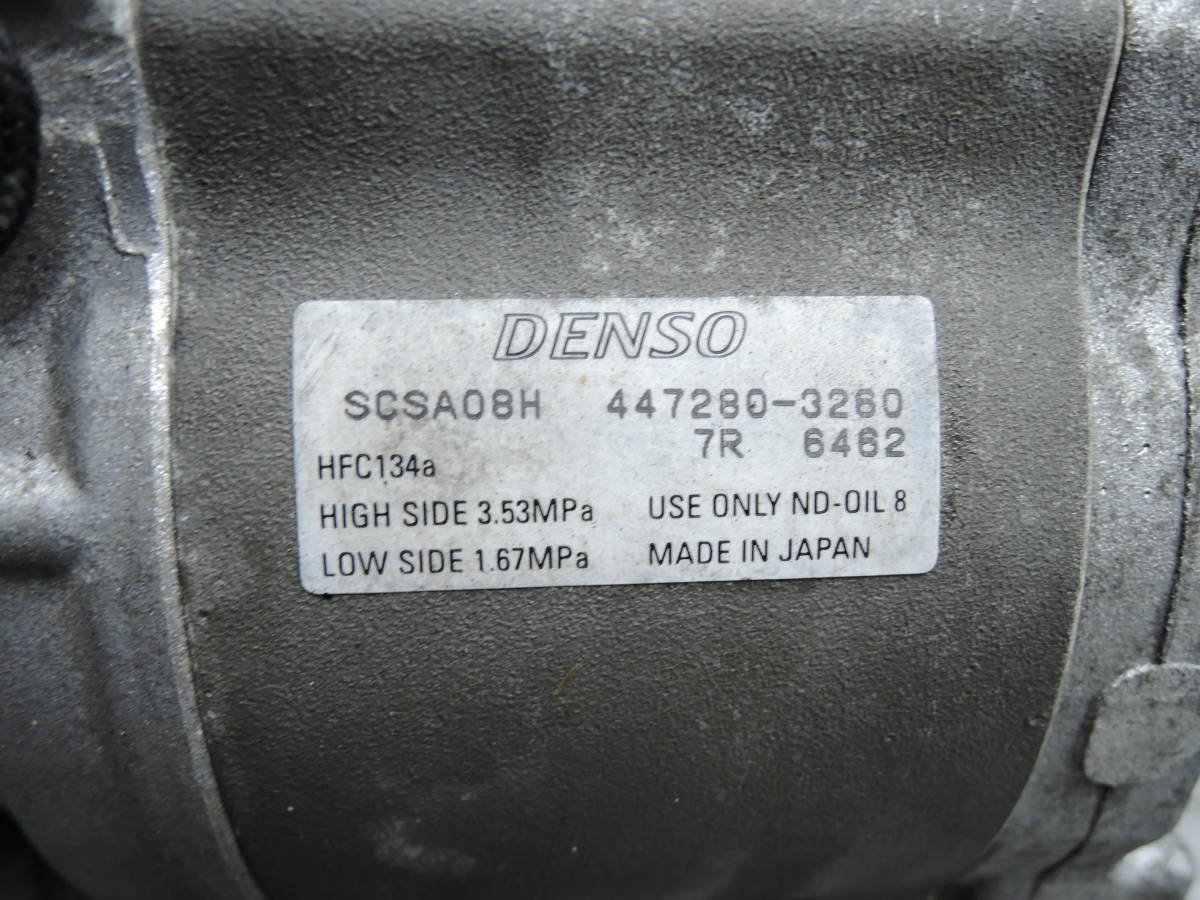 DENSO
SCSA08H 447280-3260
7R 6462
HFC134a
HIGH SIDE 3.53MPa USE ONLY ND-OIL 8
LOW SIDE 1.67MPa MADE IN JAPAN